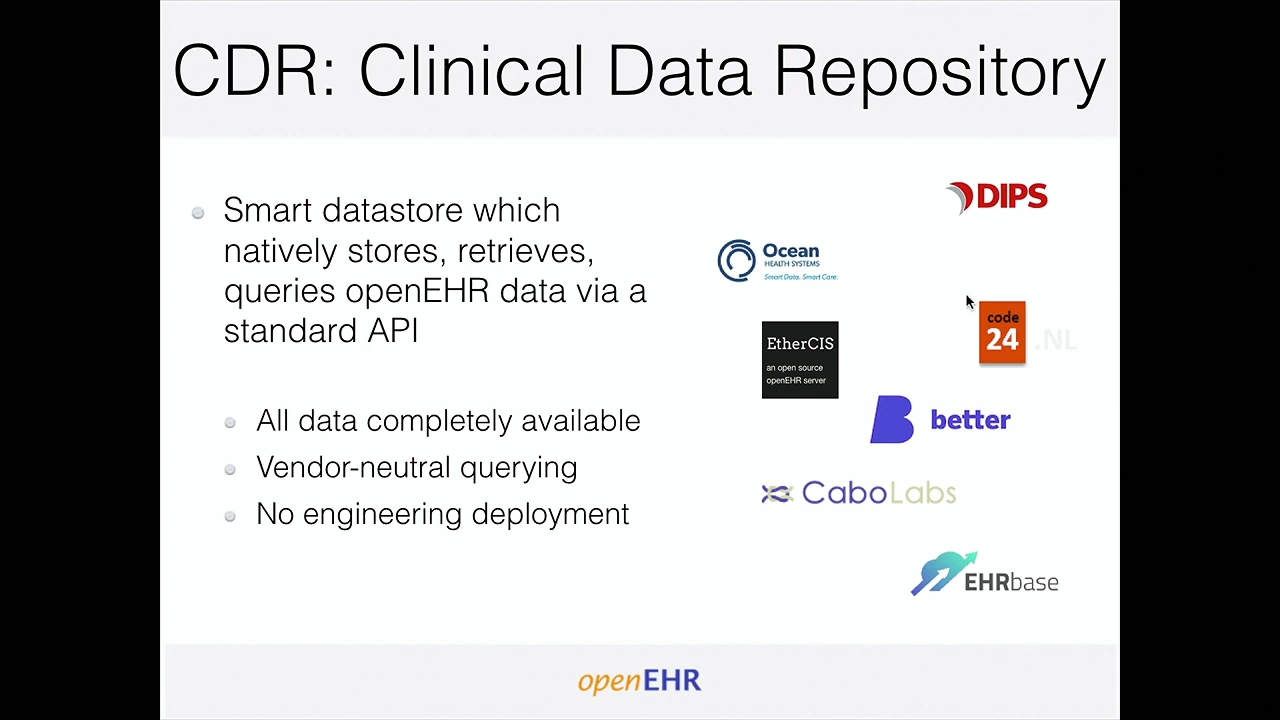 CDR: Clinical Data Repository
Smart datastore which
natively stores, retrieves,
queries openEHR data via a
standard API
All data completely available
Vendor-neutral querying
No engineering deployment
DIPS
Ocean
HEALTH SYSTEMS
Smart Data. Smart Care.
code
24 .NL
EtherCIS
an open source
openEHR server
better
CaboLabs
EHRbase
openEHR